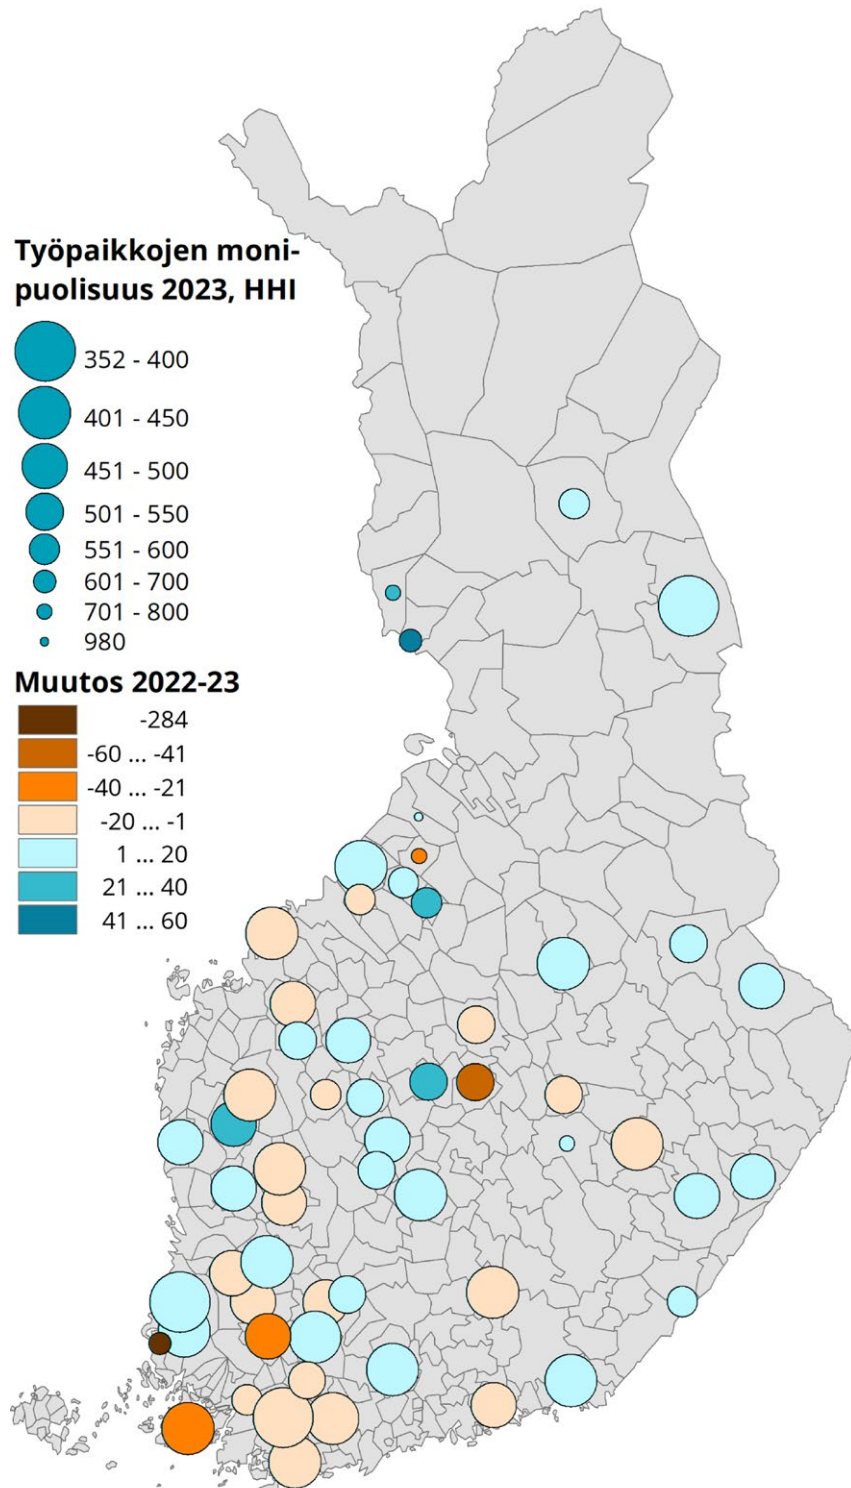 Työpaikkojen moni-
puolisuus 2023, HHI
352 - 400
401 - 450
451 - 500
501 - 550
551 - 600
601 - 700
701 - 800
980
Muutos 2022-23
-284
-60 ... -41
-40 ... -21
-20 ... -1
1 ... 20
21 ... 40
41 ... 60